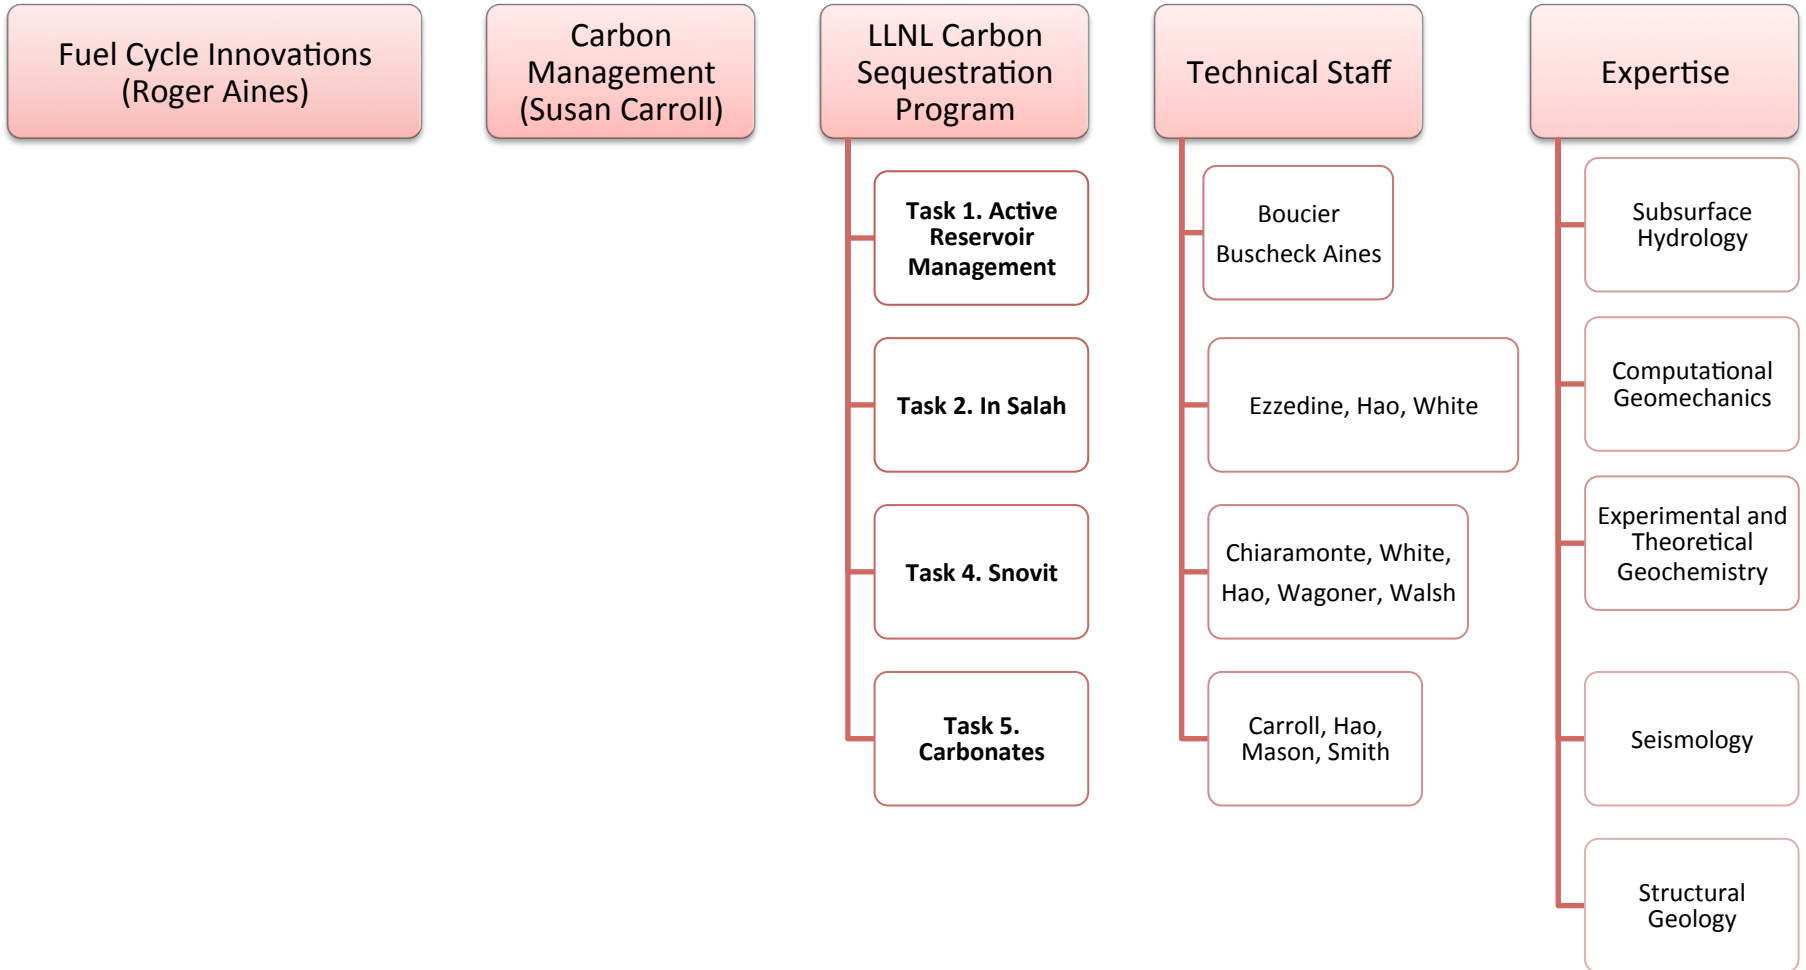 Fuel Cycle Innovations
(Roger Aines)
Carbon
Management
(Susan Carroll)
LLNL Carbon
Sequestration
Program
Task 1. Active
Reservoir
Management
Task 2. In Salah
Task 4. Snovit
Task 5.
Carbonates
Technical Staff
Boucier
Buscheck Aines
Ezzedine, Hao, White
Chiaramonte, White,
Hao, Wagoner, Walsh
Carroll, Hao,
Mason, Smith
Expertise
Subsurface
Hydrology
Computational
Geomechanics
Experimental and
Theoretical
Geochemistry
Seismology
Structural
Geology